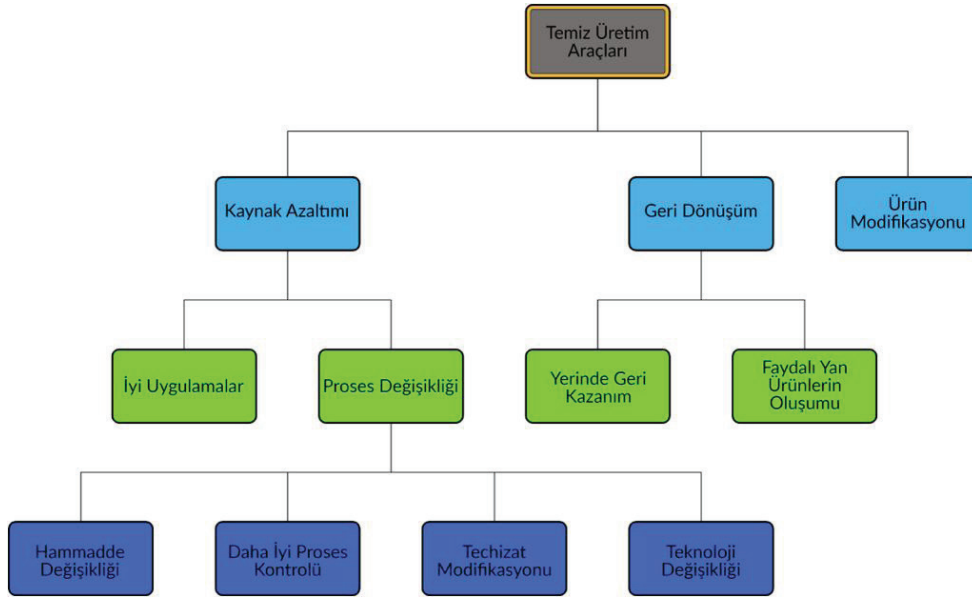 Temiz Üretim
Araçları
Kaynak Azaltımı
Geri Dönüşüm
Ürün
Modifikasyonu
İyi Uygulamalar
Proses Değişikliği
Yerinde Geri
Kazanım
Faydalı Yan
Ürünlerin
Oluşumu
Hammadde
Değişikliği
Daha İyi Proses
Kontrolü
Techizat
Modifikasyonu
Teknoloji
Değişikliği